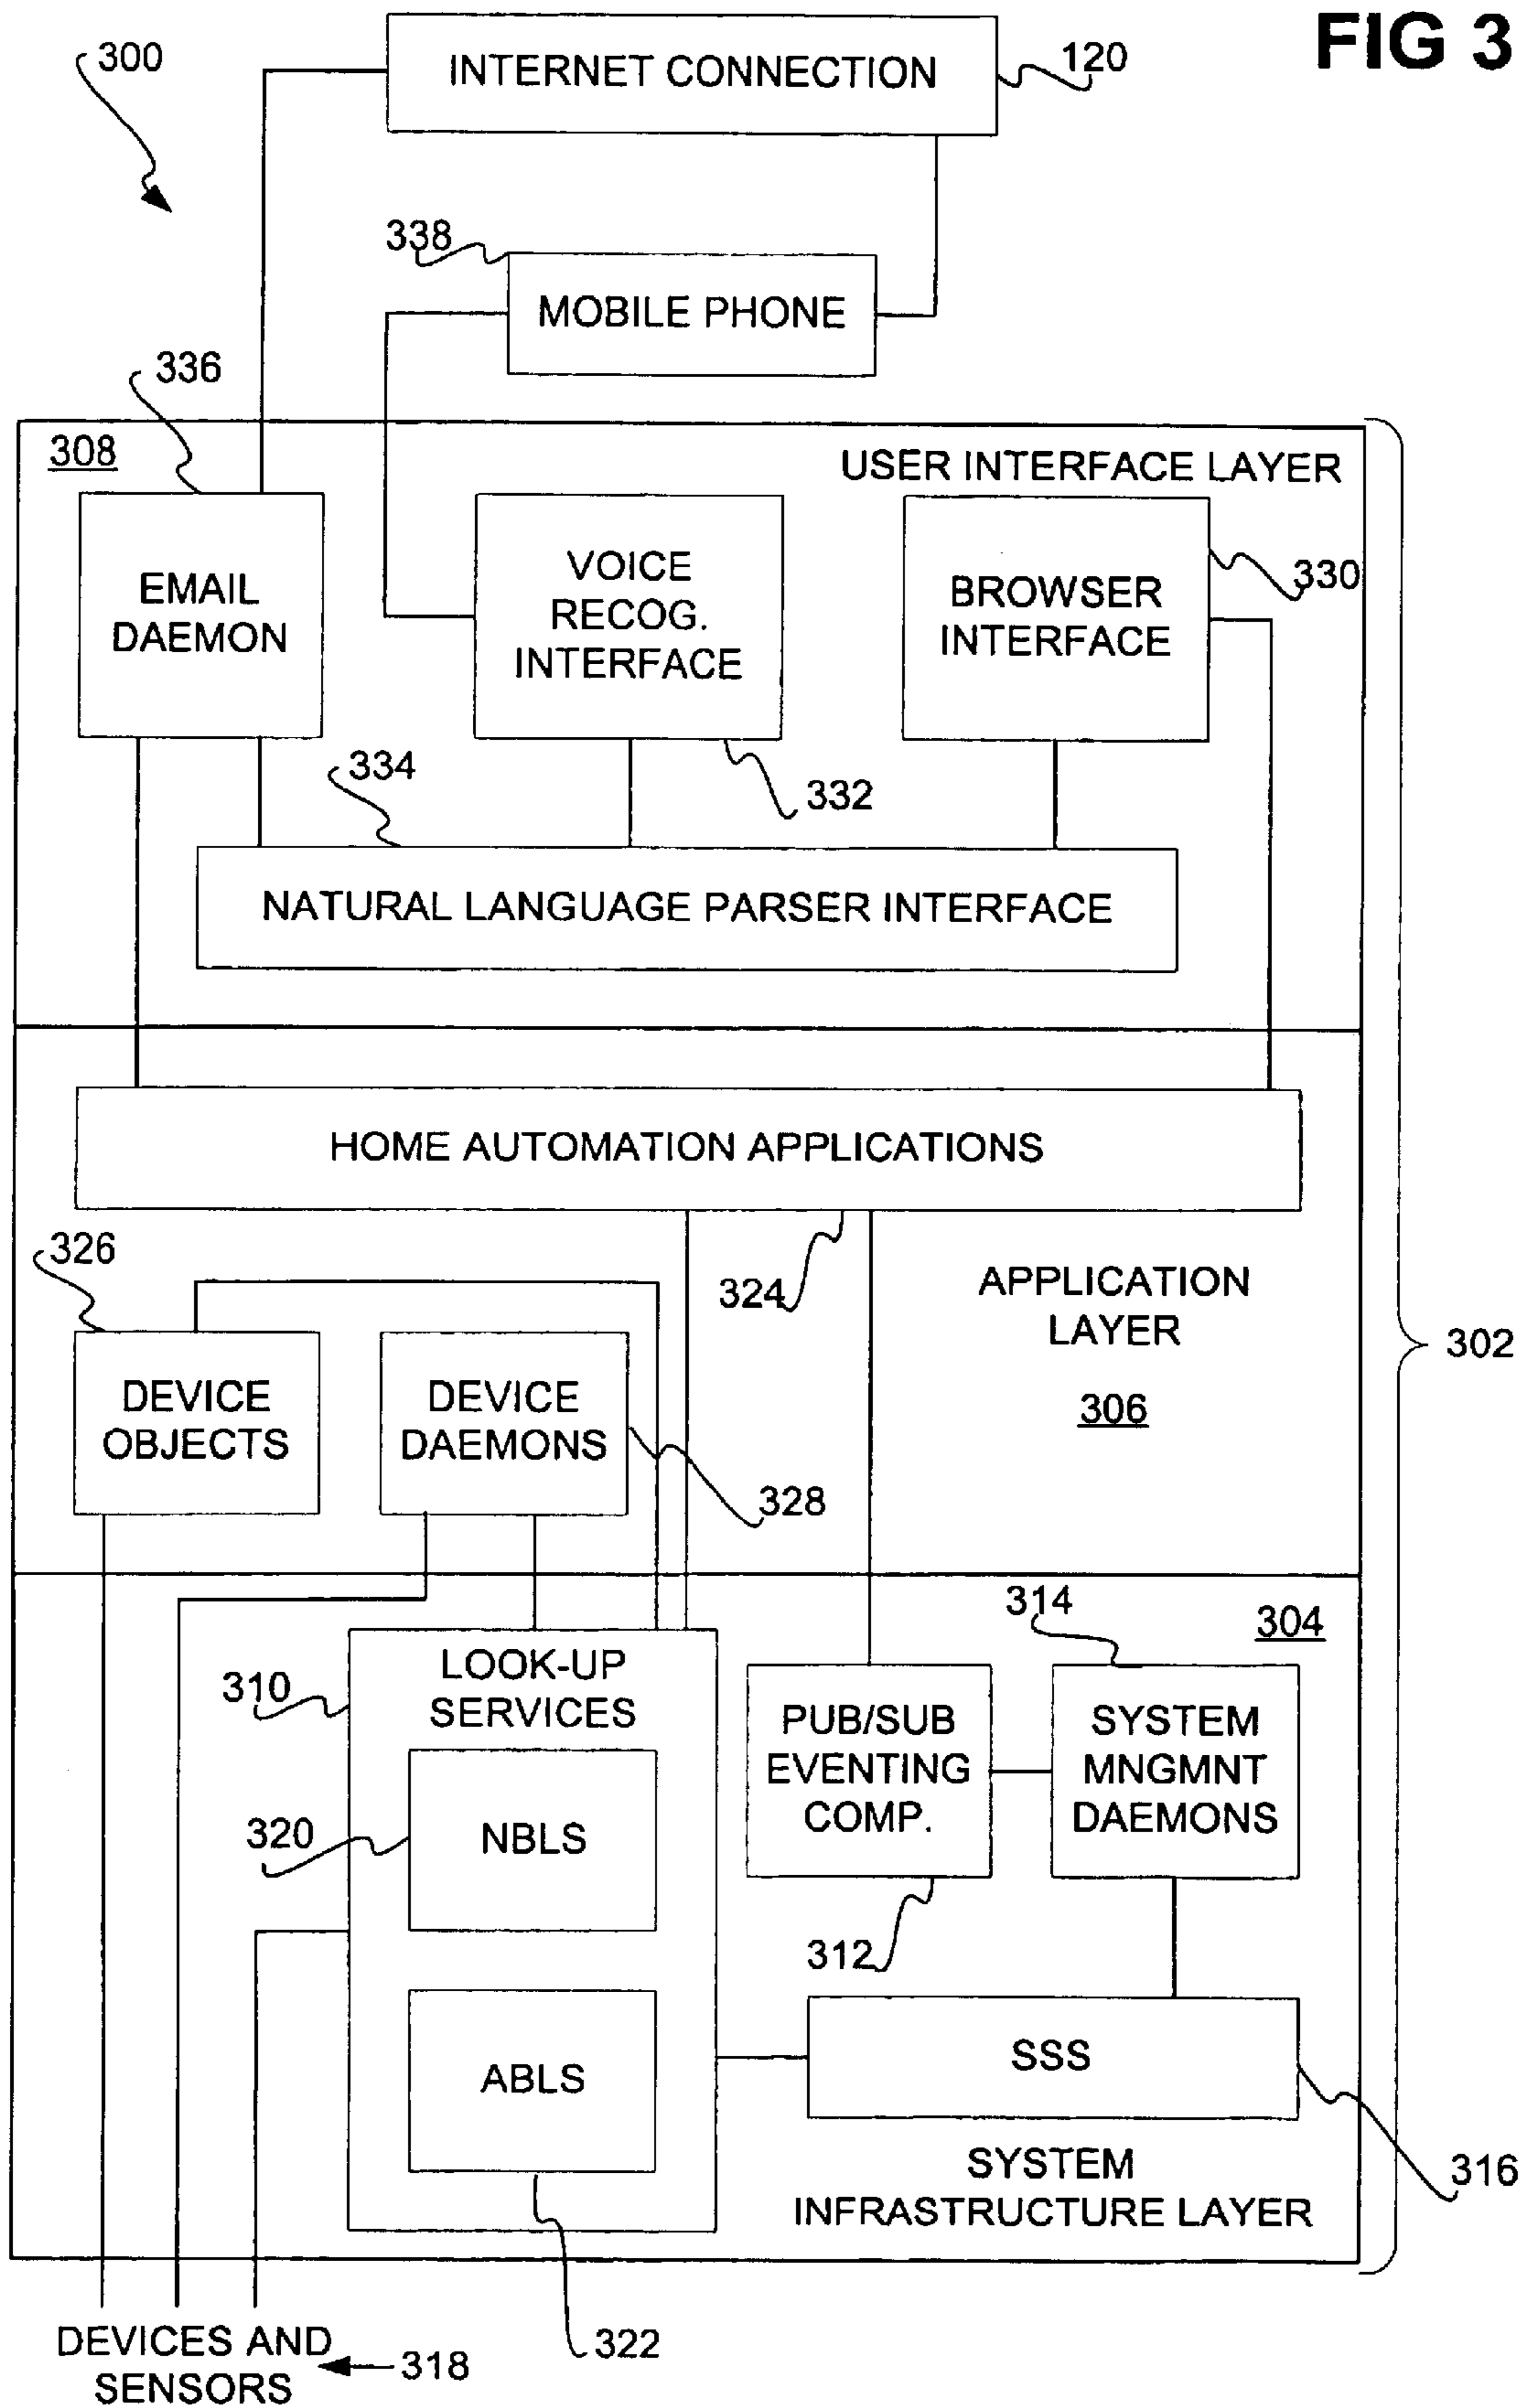 FIG 3
300
INTERNET CONNECTION
120
338
MOBILE PHONE
336
308
USER INTERFACE LAYER
EMAIL
DAEMON
VOICE
RECOG.
INTERFACE
BROWSER
INTERFACE
330
334
332
NATURAL LANGUAGE PARSER INTERFACE
HOME AUTOMATION APPLICATIONS
326
324
APPLICATION
LAYER
306
302
DEVICE
OBJECTS
DEVICE
DAEMONS
328
314
304
310
LOOK-UP
SERVICES
PUB/SUB
EVENTING
COMP.
SYSTEM
MNGMNT
DAEMONS
320
NBLS
312
ABLS
SSS
316
SYSTEM
INFRASTRUCTURE LAYER
322
DEVICES AND
SENSORS
318